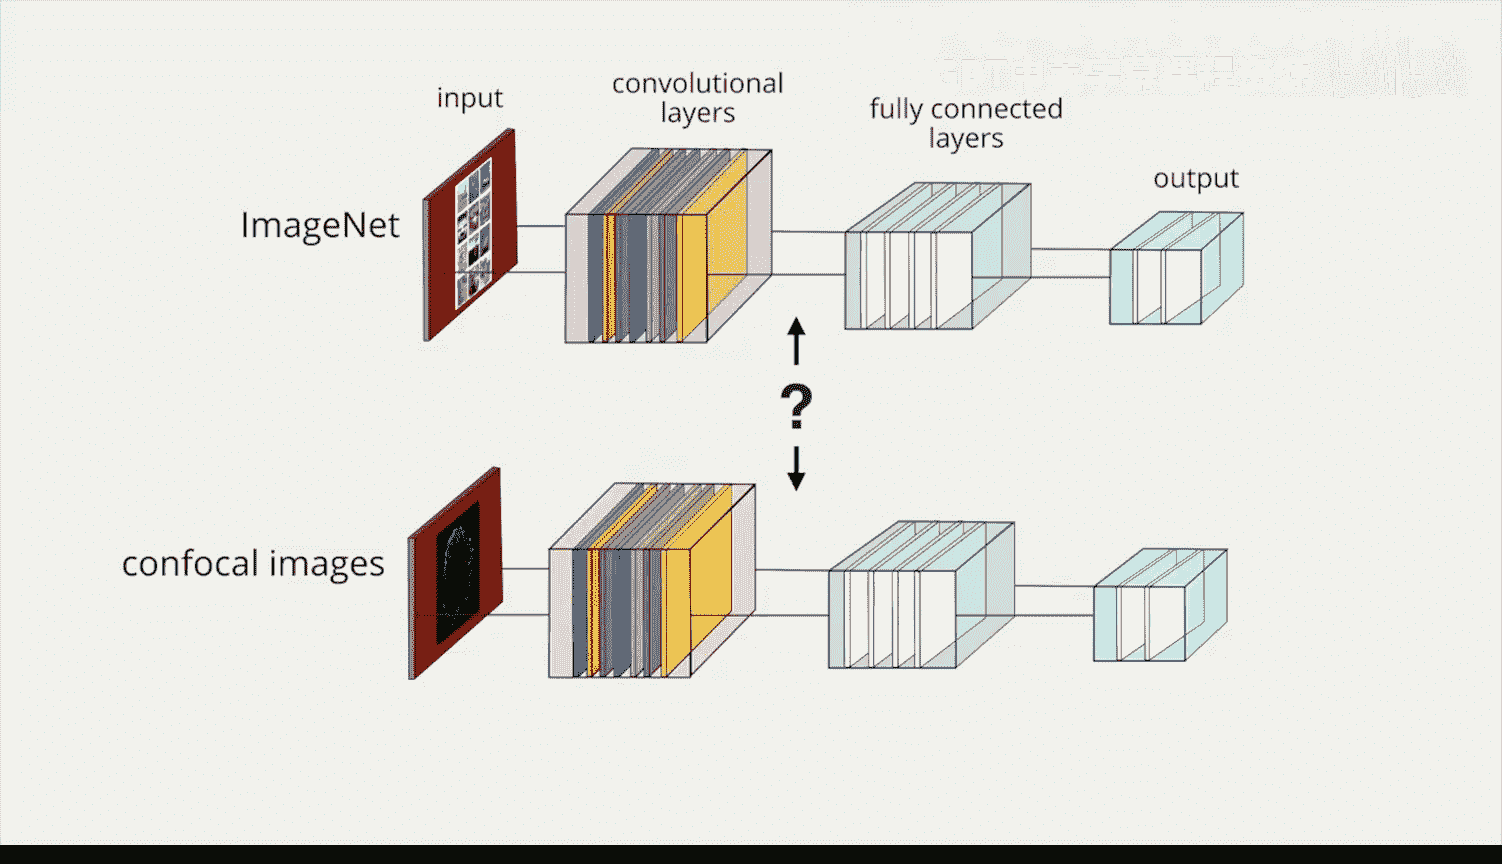 input
convolutional
layers
fully connected
layers
output
ImageNet
?
confocal images